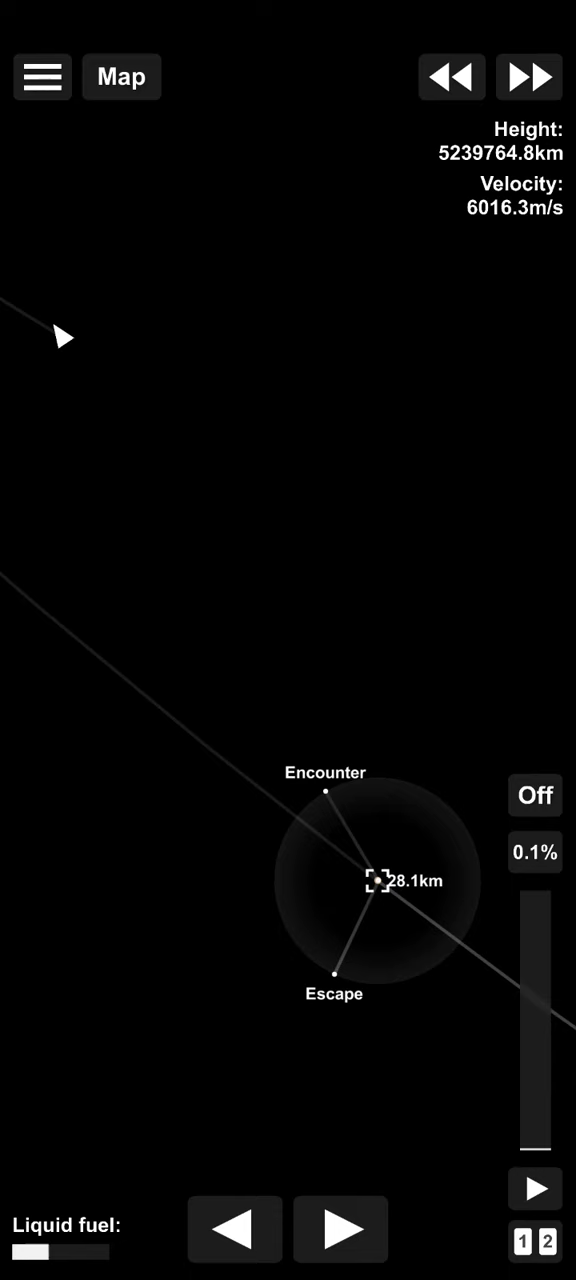 Map
Height:
5239764.8km
Velocity:
6016.3m/s
Encounter
Off
0.1%
28.1km
Escape
Liquid fuel:
1 2